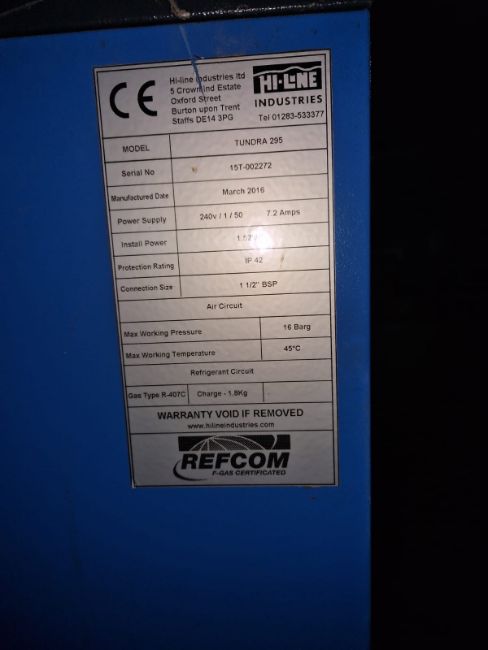 CE
Hi-line Industries ltd
5 Crown Ind Estate
Oxford Street
Burton upon Trent
Staffs DE14 3PG
HI-LINE
INDUSTRIES
Tel 01283-533377
MODEL TUNDRA 295
Serial No 15T-002272
Manufactured Date March 2016
Power Supply 240v / 1 / 50 7.2 Amps
Install Power
Protection Rating IP 42
Connection Size 1 1/2" BSP
Air Circuit
Max Working Pressure 16 Barg
Max Working Temperature 45°C
Refrigerant Circuit
Gas Type R-407C Charge - 1.8Kg
WARRANTY VOID IF REMOVED
www.hilineindustries.com
REFCOM
F-GAS CERTIFICATED